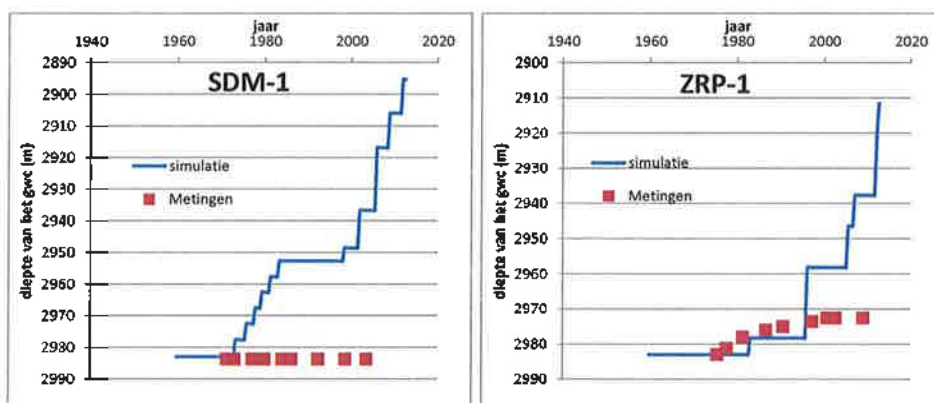 jaar
1940 1960 1980 2000 2020
SDM-1
2890
2900
2910
2920
2930
2940
2950
2960
2970
2980
2990
diepte van het gwc (m)
simulatie
Metingen
jaar
1940 1960 1980 2000 2020
ZRP-1
2900
2910
2920
2930
2940
2950
2960
2970
2980
2990
diepte van het gwc (m)
simulatie
Metingen